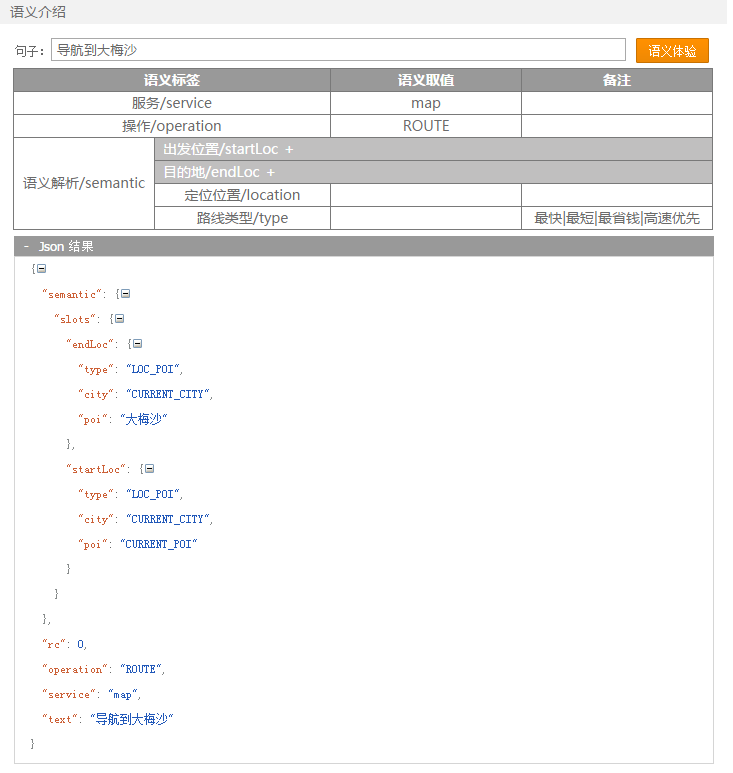 语义介绍
句子： 导航到大梅沙 语义体验
语义标签 语义取值 备注
服务/service map
操作/operation ROUTE
语义解析/semantic
出发位置/startLoc +
目的地/endLoc +
定位位置/location
路线类型/type 最快|最短|最省钱|高速优先
- Json 结果
{
"semantic": {
"slots": {
"endLoc": {
"type": "LOC_POI",
"city": "CURRENT_CITY",
"poi": "大梅沙"
},
"startLoc": {
"type": "LOC_POI",
"city": "CURRENT_CITY",
"poi": "CURRENT_POI"
}
}
},
"rc": 0,
"operation": "ROUTE",
"service": "map",
"text": "导航到大梅沙"
}